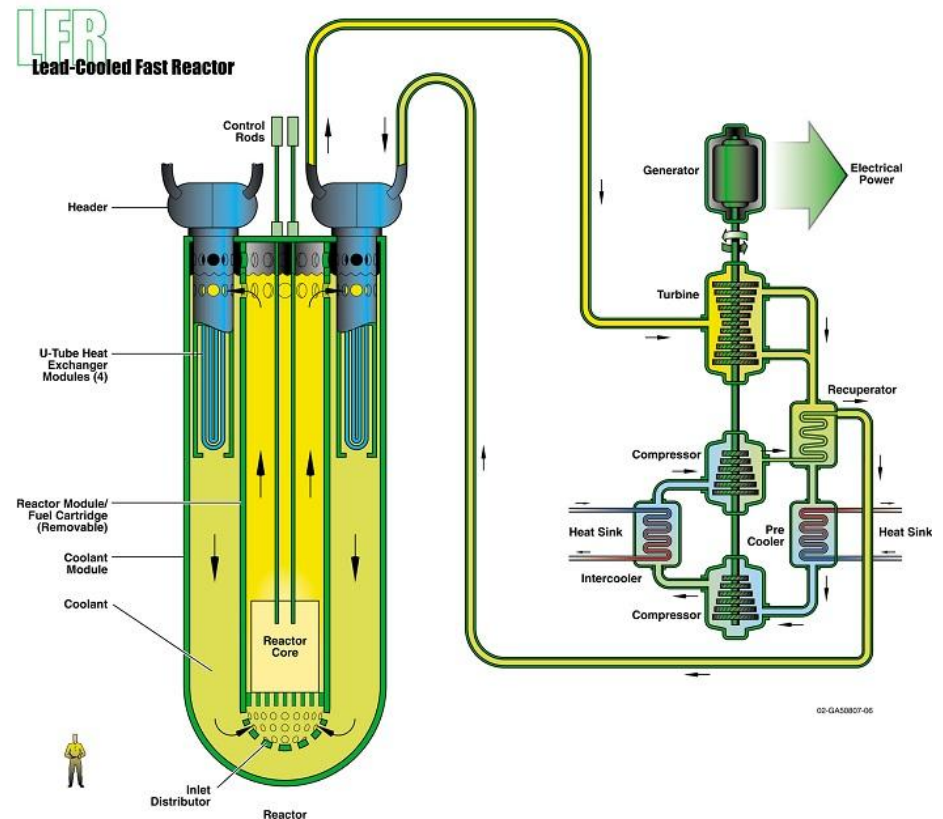 LFR
Lead-Cooled Fast Reactor
Control
Rods
Header
U-Tube Heat
Exchanger
Modules (4)
Reactor Module/
Fuel Cartridge
(Removable)
Coolant
Module
Coolant
Reactor
Core
Inlet
Distributor
Reactor
Generator
Electrical
Power
Turbine
Recuperator
Compressor
Heat Sink
Pre
Cooler
Heat Sink
Intercooler
Compressor
02-GA50807-06